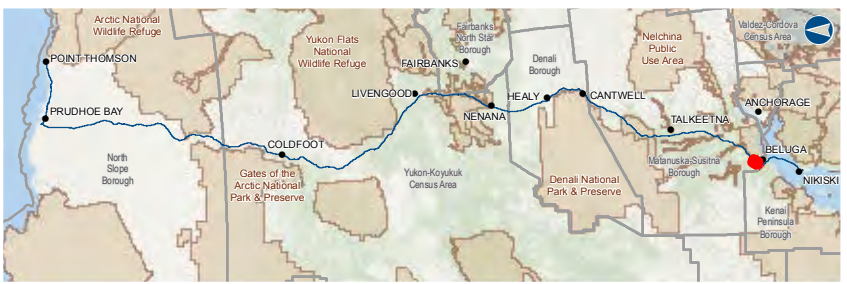 Arctic National
Wildlife Refuge
POINT THOMSON
PRUDHOE BAY
North
Slope
Borough
Yukon Flats
National
Wildlife Refuge
COLDFOOT
Gates of the
Arctic National
Park & Preserve
Fairbanks
North Star
Borough
FAIRBANKS
LIVENGOOD
NENANA
Yukon-Koyukuk
Census Area
Denali
Borough
HEALY
CANTWELL
Denali National
Park & Preserve
Nelchina
Public
Use Area
TALKEETNA
Matanuska-Susitna
Borough
Valdez-Cordova
Census Area
ANCHORAGE
BELUGA
NIKISKI
Kenai
Peninsula
Borough